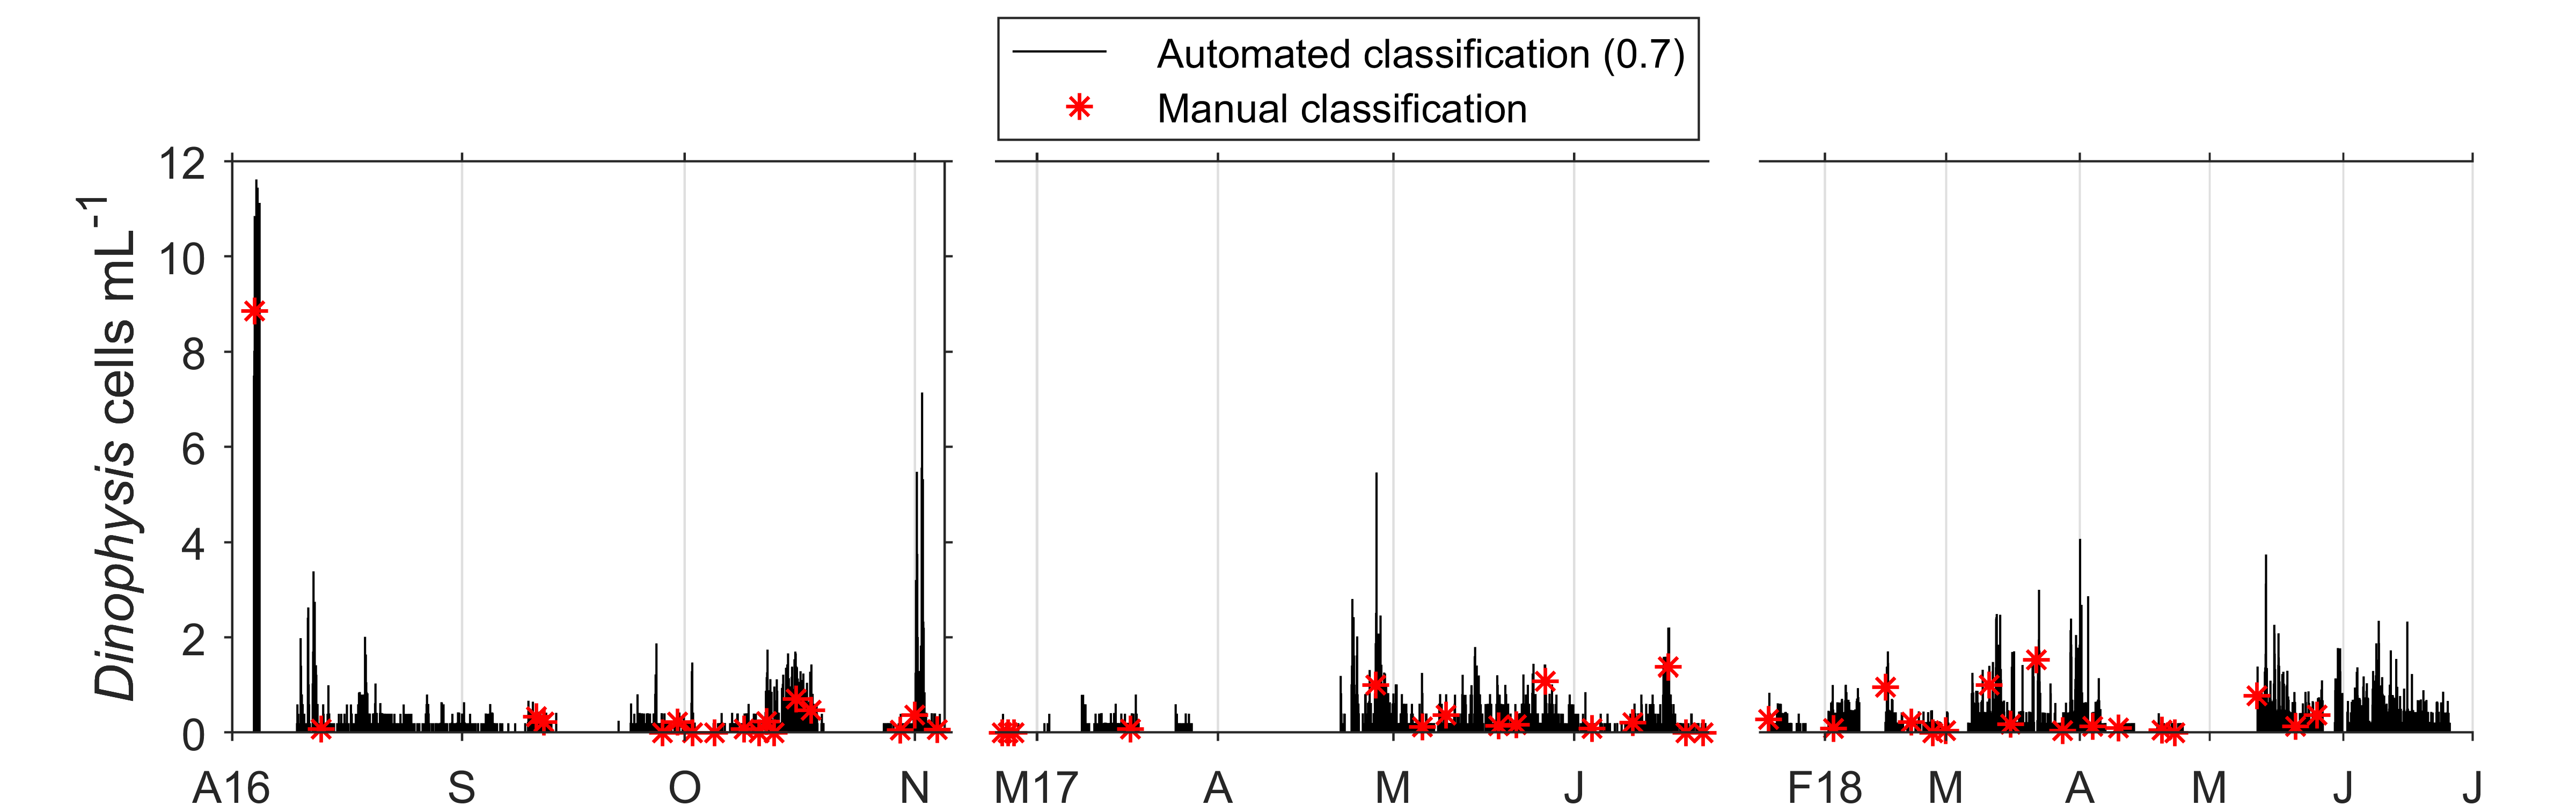 Automated classification (0.7)
Manual classification
Dinophysis cells mL-1
12
10
8
6
4
2
0
A16 S O N M17 A M J F18 M A M J J